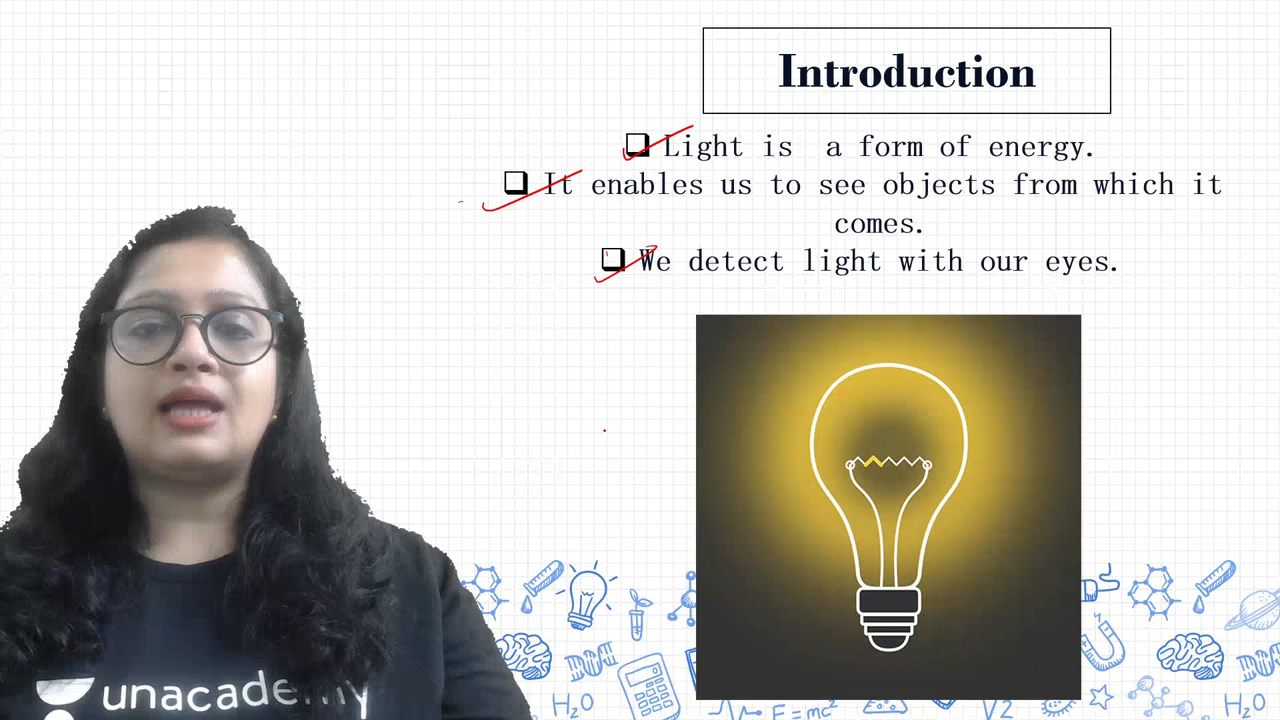 Introduction
Light is a form of energy.
It enables us to see objects from which it
comes.
We detect light with our eyes.
unacademy
H₂O
E=mc²
√2
H₂O